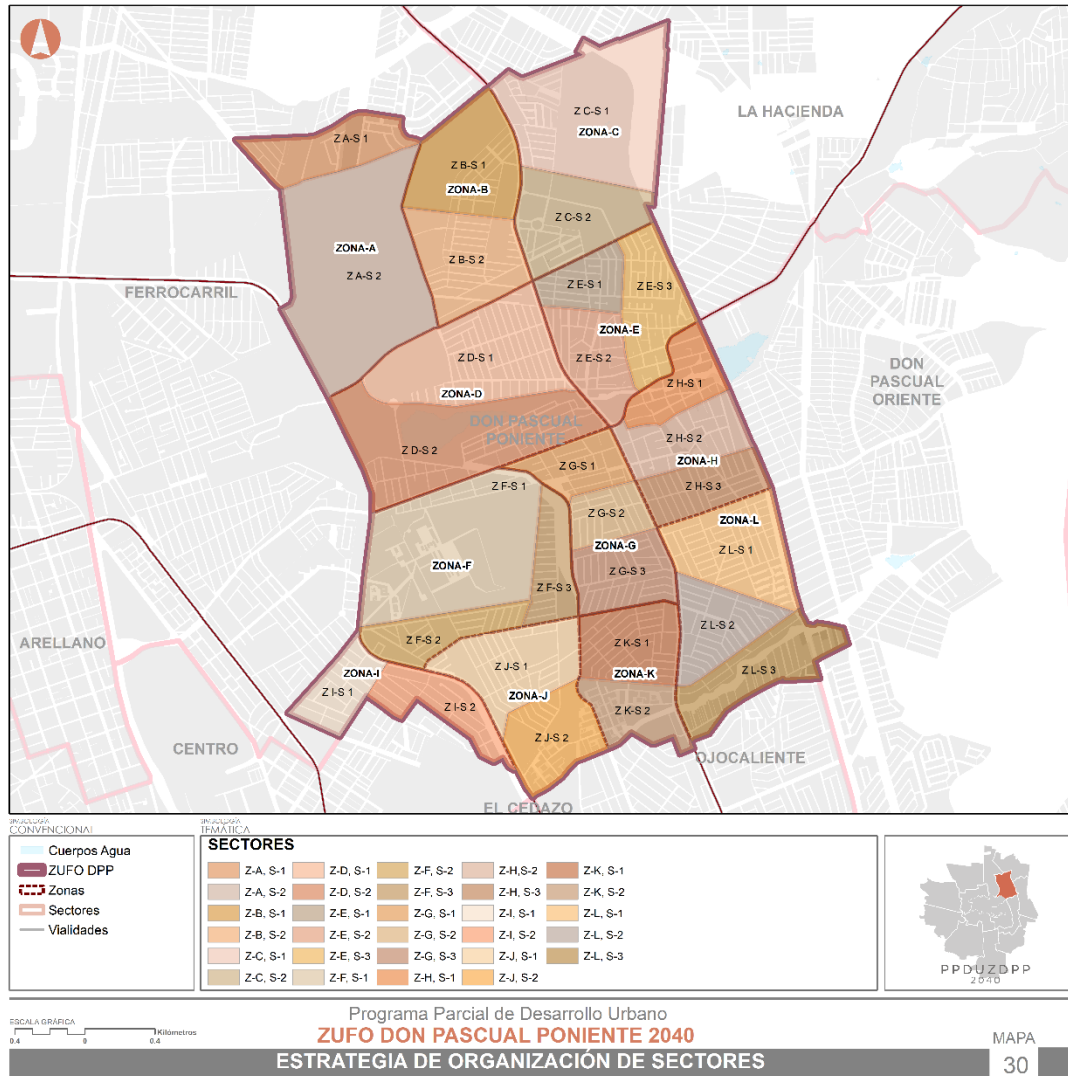 Z C-S 1
LA HACIENDA
ZONA-C
Z A-S 1
Z B-S 1
ZONA-B
Z C-S 2
ZONA-A
Z B-S 2
Z A-S 2
Z E-S 1
Z E-S 3
FERROCARRIL
ZONA-E
Z D-S 1
Z E-S 2
DON
PASCUAL
ORIENTE
Z H-S 1
ZONA-D
DON PASCUAL
PONIENTE
Z H-S 2
Z D-S 2
ZONA-H
Z G-S 1
Z F-S 1
Z H-S 3
Z G-S 2
ZONA-L
ZONA-G
Z L-S 1
ZONA-F
Z G-S 3
Z F-S 3
Z L-S 2
Z F-S 2
ARELLANO
Z K-S 1
Z J-S 1
ZONA-I
ZONA-K
Z L-S 3
Z I-S 1
ZONA-J
Z I-S 2
Z K-S 2
Z J-S 2
CENTRO
OJOCALIENTE
EL CEDAZO
SIMBOLOGÍA
CONVENCIONAL
Cuerpos Agua
ZUFO DPP
Zonas
Sectores
Vialidades
SIMBOLOGÍA
TEMÁTICA
SECTORES
Z-A, S-1
Z-A, S-2
Z-B, S-1
Z-B, S-2
Z-C, S-1
Z-C, S-2
Z-D, S-1
Z-D, S-2
Z-E, S-1
Z-E, S-2
Z-E, S-3
Z-F, S-1
Z-F, S-2
Z-F, S-3
Z-G, S-1
Z-G, S-2
Z-G, S-3
Z-H, S-1
Z-H,S-2
Z-H, S-3
Z-I, S-1
Z-I, S-2
Z-J, S-1
Z-J, S-2
Z-K, S-1
Z-K, S-2
Z-L, S-1
Z-L, S-2
Z-L, S-3
PPDUZDPP
2040
ESCALA GRÁFICA
0.4 0 0.4 Kilómetros
Programa Parcial de Desarrollo Urbano
ZUFO DON PASCUAL PONIENTE 2040
ESTRATEGIA DE ORGANIZACIÓN DE SECTORES
MAPA
30